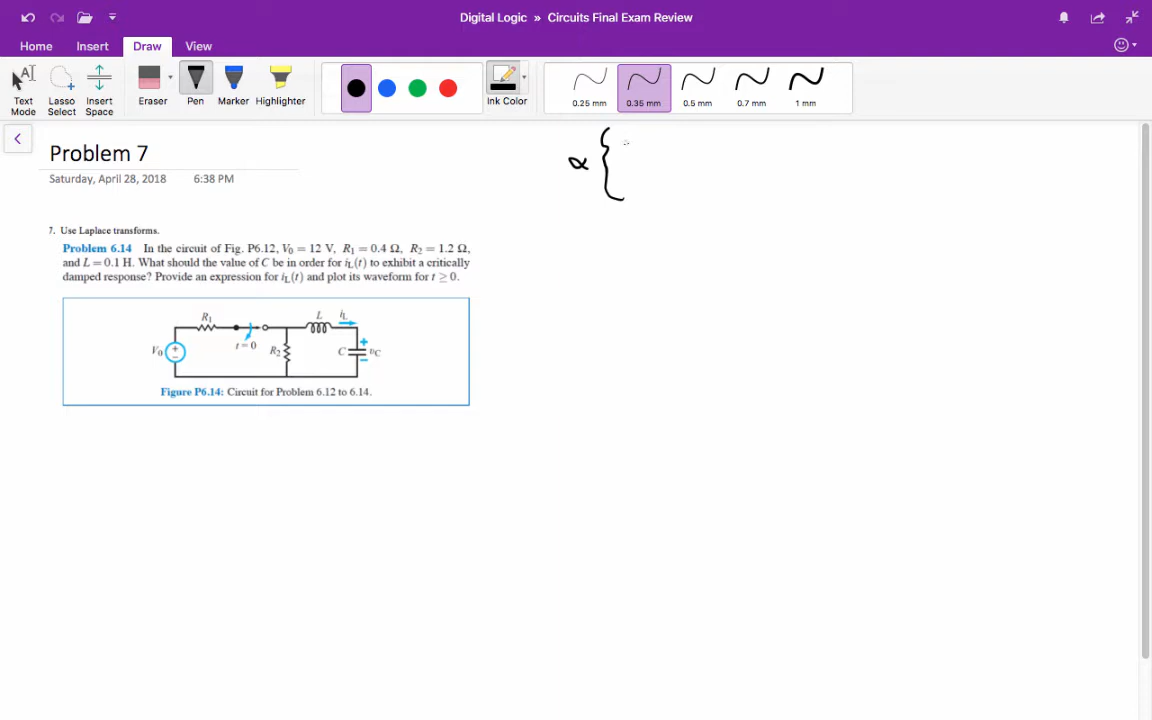 Digital Logic » Circuits Final Exam Review
Home Insert Draw View
Text Mode
Lasso Select
Insert Space
Eraser
Pen
Marker
Highlighter
Ink Color
0.25 mm
0.35 mm
0.5 mm
0.7 mm
1 mm
Problem 7
Saturday, April 28, 2018 6:38 PM
α {
7. Use Laplace transforms.
Problem 6.14 In the circuit of Fig. P6.12, V₀ = 12 V, R₁ = 0.4 Ω, R₂ = 1.2 Ω,
and L = 0.1 H. What should the value of C be in order for iL(t) to exhibit a critically
damped response? Provide an expression for iL(t) and plot its waveform for t ≥ 0.
R₁ L iL
V₀ + − t = 0 R₂ C + − υC
Figure P6.14: Circuit for Problem 6.12 to 6.14.